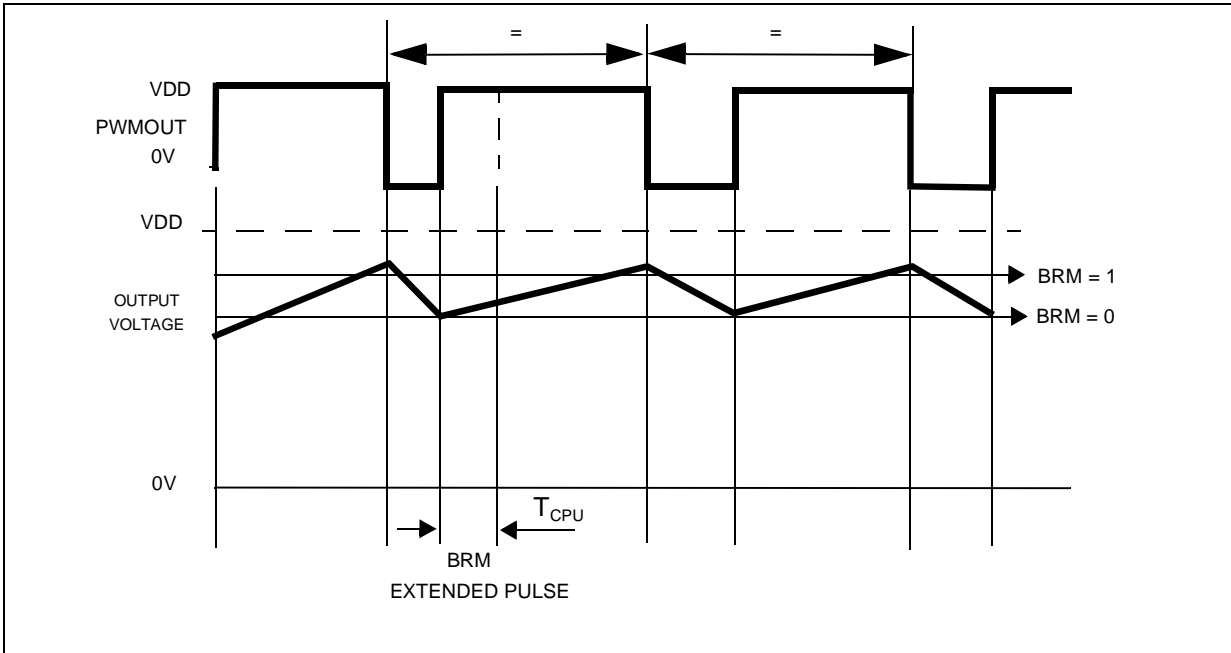 = =
VDD
PWMOUT
0V
VDD
BRM = 1
OUTPUT
VOLTAGE
BRM = 0
0V
TCPU
BRM
EXTENDED PULSE